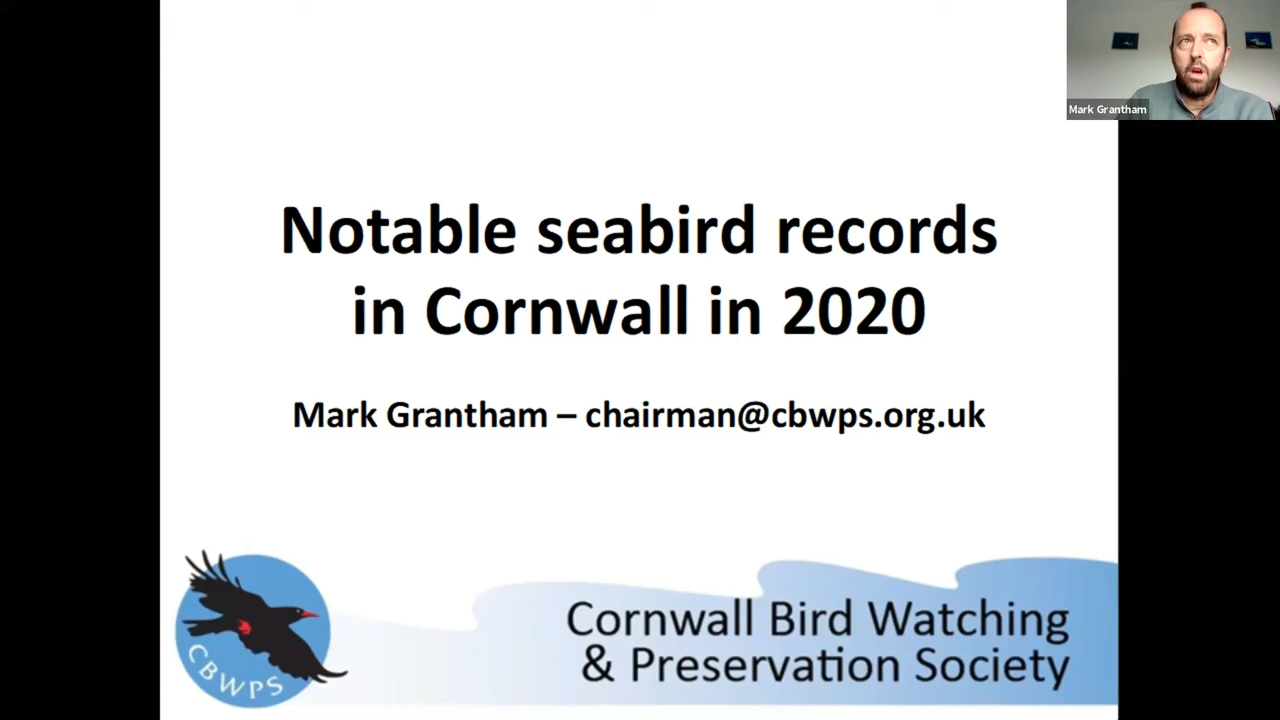 Mark Grantham
Notable seabird records
in Cornwall in 2020
Mark Grantham – chairman@cbwps.org.uk
CBWPS
Cornwall Bird Watching
& Preservation Society